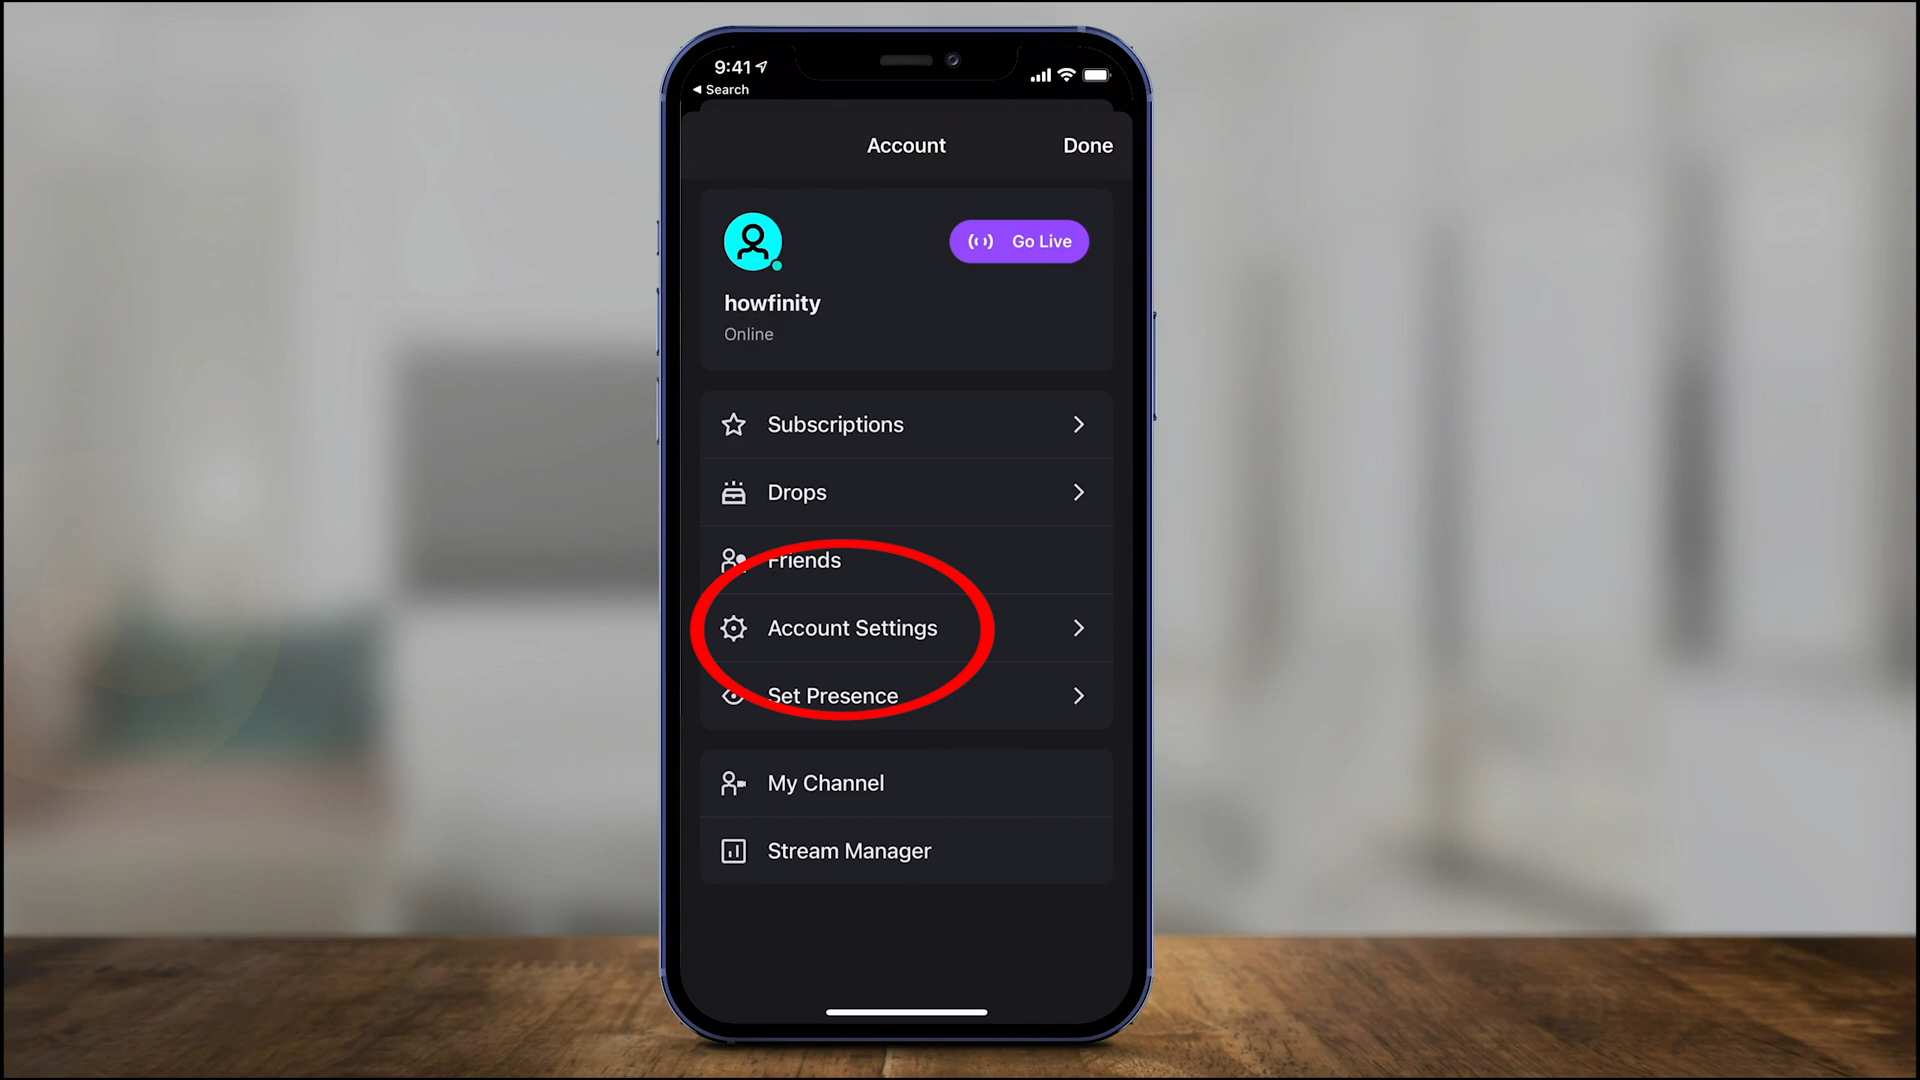 9:41
◀ Search
Account
Done
Go Live
howfinity
Online
Subscriptions
Drops
Friends
Account Settings
Set Presence
My Channel
Stream Manager